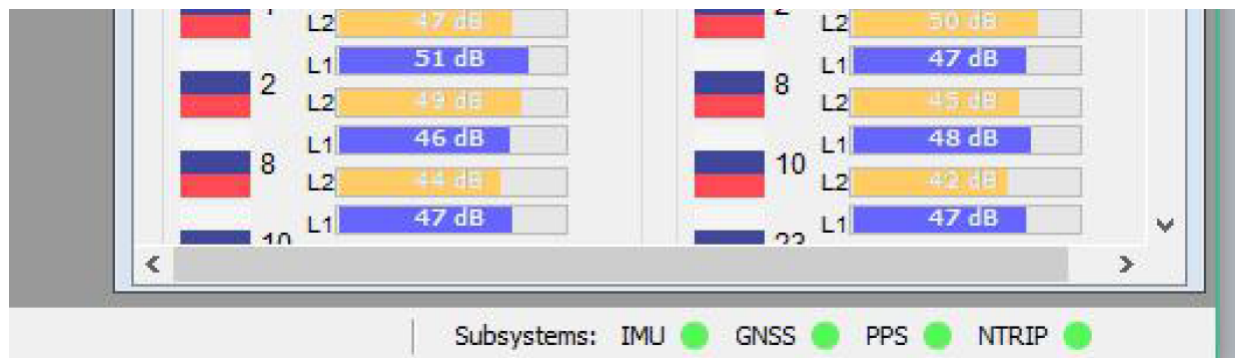 L2 47 dB L2 50 dB
L1 51 dB L1 47 dB
2 8
L2 49 dB L2 45 dB
L1 46 dB L1 48 dB
8 10
L2 44 dB L2 42 dB
L1 47 dB L1 47 dB
10 22
Subsystems: IMU GNSS PPS NTRIP